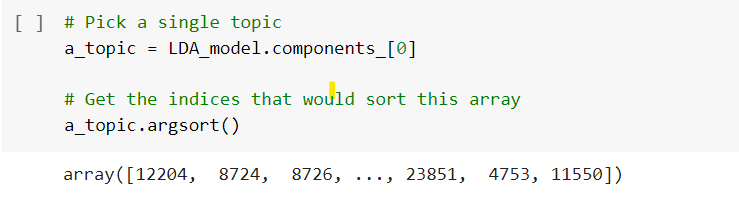 [ ] # Pick a single topic
a_topic = LDA_model.components_[0]
# Get the indices that would sort this array
a_topic.argsort()
array([12204,  8724,  8726, ..., 23851,  4753, 11550])